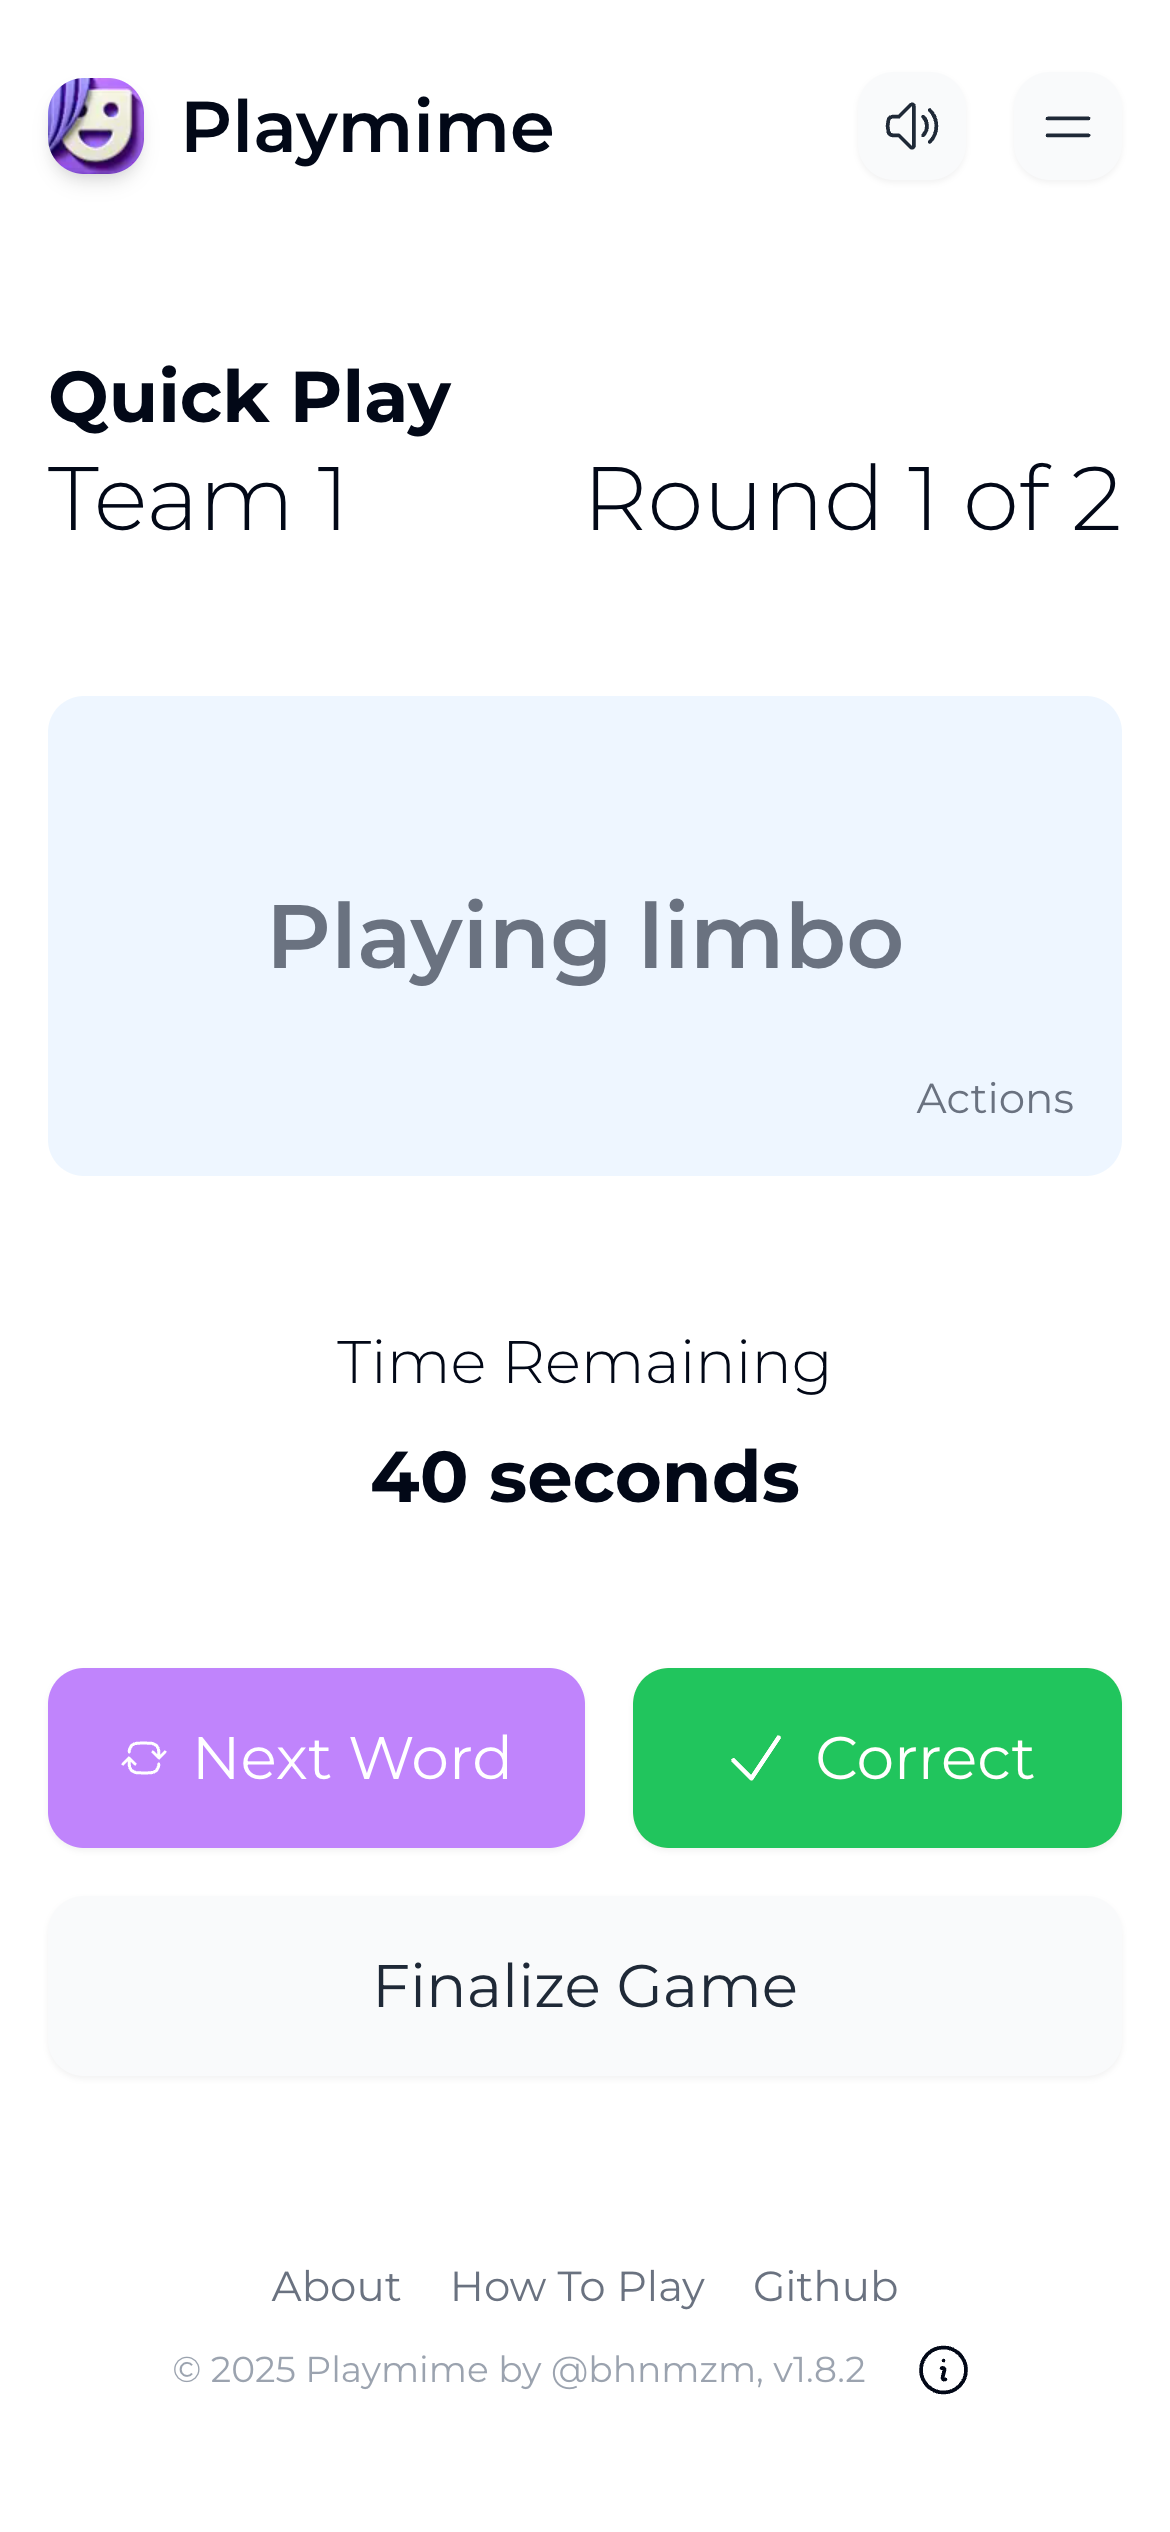 Playmime
Quick Play
Team 1 Round 1 of 2
Playing limbo
Actions
Time Remaining
40 seconds
Next Word Correct
Finalize Game
About How To Play Github
© 2025 Playmime by @bhnmzm, v1.8.2